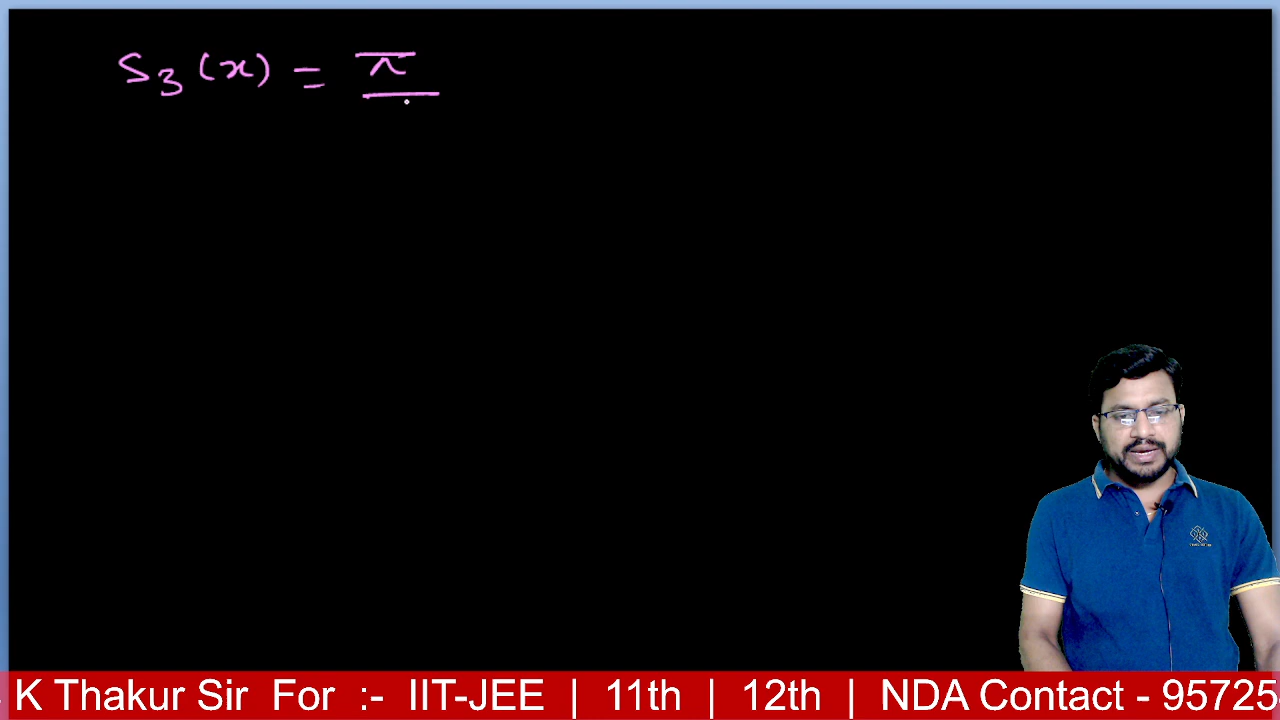 S3 (x) = π
K Thakur Sir For :- IIT-JEE | 11th | 12th | NDA Contact - 95725